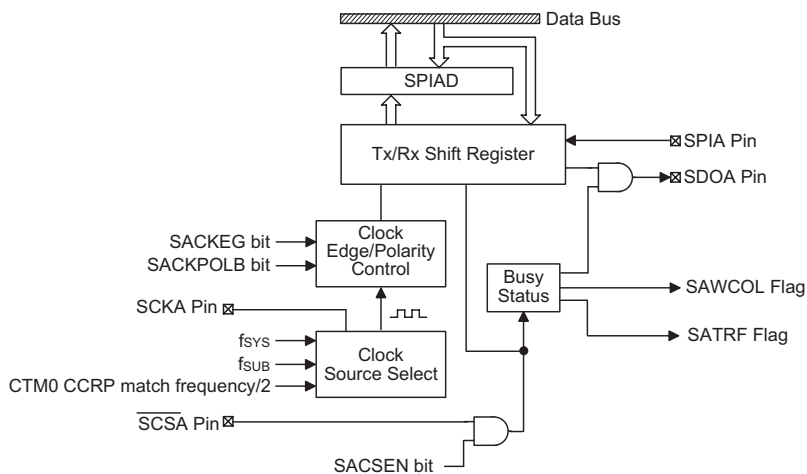 Data Bus
SPIAD
Tx/Rx Shift Register
SPIA Pin
SDOA Pin
SACKEG bit
SACKPOLB bit
Clock
Edge/Polarity
Control
Busy
Status
SAWCOL Flag
SATRF Flag
SCKA Pin
fSYS
fSUB
CTM0 CCRP match frequency/2
Clock
Source Select
SCSA Pin
SACSEN bit